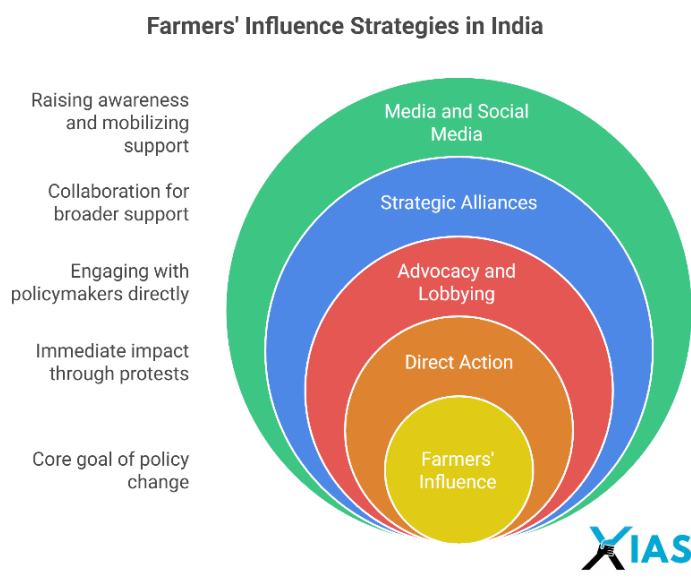 Farmers' Influence Strategies in India
Raising awareness
and mobilizing
support
Media and Social
Media
Collaboration for
broader support
Strategic Alliances
Engaging with
policymakers directly
Advocacy and
Lobbying
Immediate impact
through protests
Direct Action
Core goal of policy
change
Farmers'
Influence
XIAS